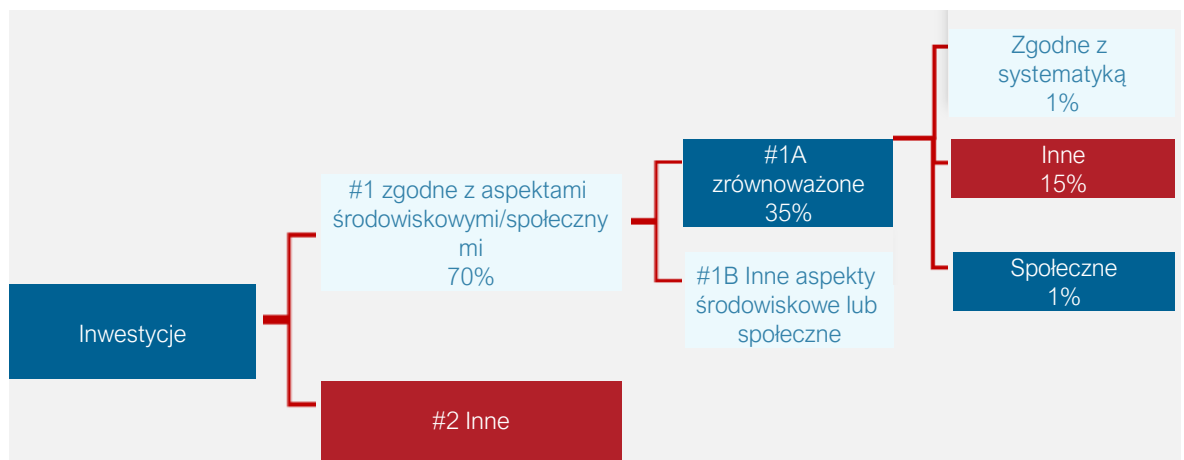 Zgodne z
systematyką
1%
#1A
zrównoważone
35%
Inne
15%
#1 zgodne z aspektami
środowiskowymi/społeczny
mi
70%
#1B Inne aspekty
środowiskowe lub
społeczne
Społeczne
1%
Inwestycje
#2 Inne